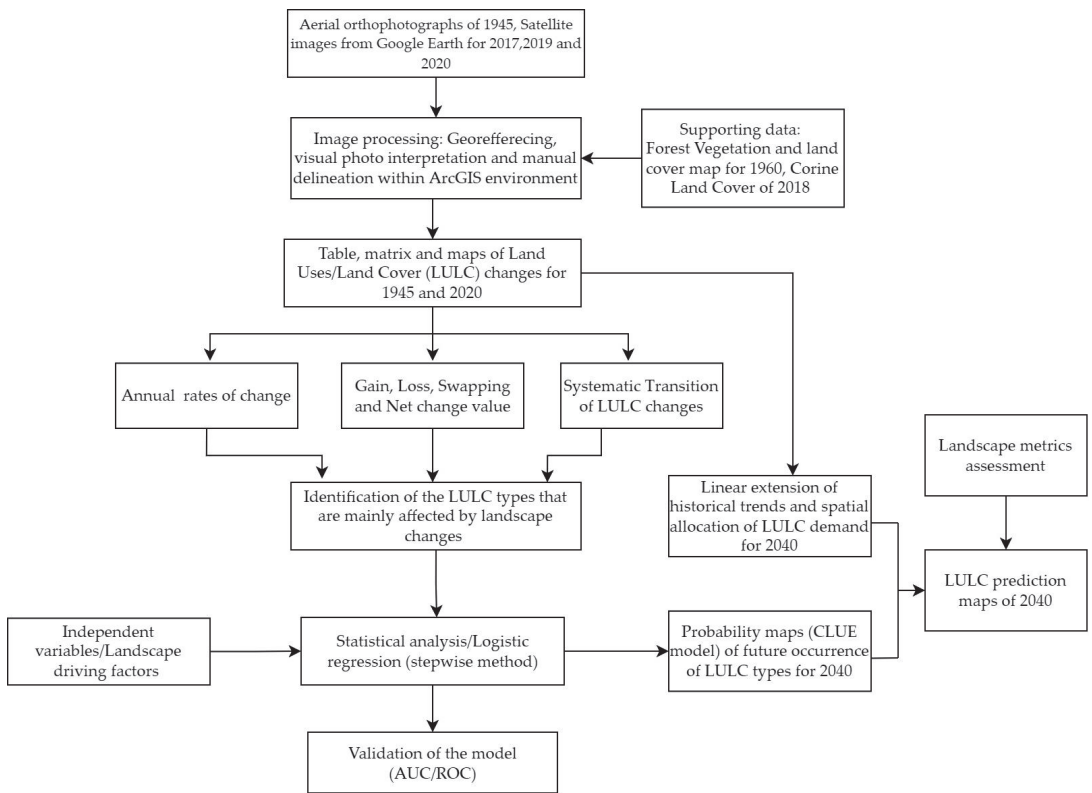 Aerial orthophotographs of 1945, Satellite
images from Google Earth for 2017,2019 and
2020
Image processing: Georefferecing,
visual photo interpretation and manual
delineation within ArcGIS environment
Supporting data:
Forest Vegetation and land
cover map for 1960, Corine
Land Cover of 2018
Table, matrix and maps of Land
Uses/Land Cover (LULC) changes for
1945 and 2020
Annual rates of change
Gain, Loss, Swapping
and Net change value
Systematic Transition
of LULC changes
Identification of the LULC types that
are mainly affected by landscape
changes
Linear extension of
historical trends and spatial
allocation of LULC demand
for 2040
Landscape metrics
assessment
LULC prediction
maps of 2040
Independent
variables/Landscape
driving factors
Statistical analysis/Logistic
regression (stepwise method)
Probability maps (CLUE
model) of future occurrence
of LULC types for 2040
Validation of the model
(AUC/ROC)